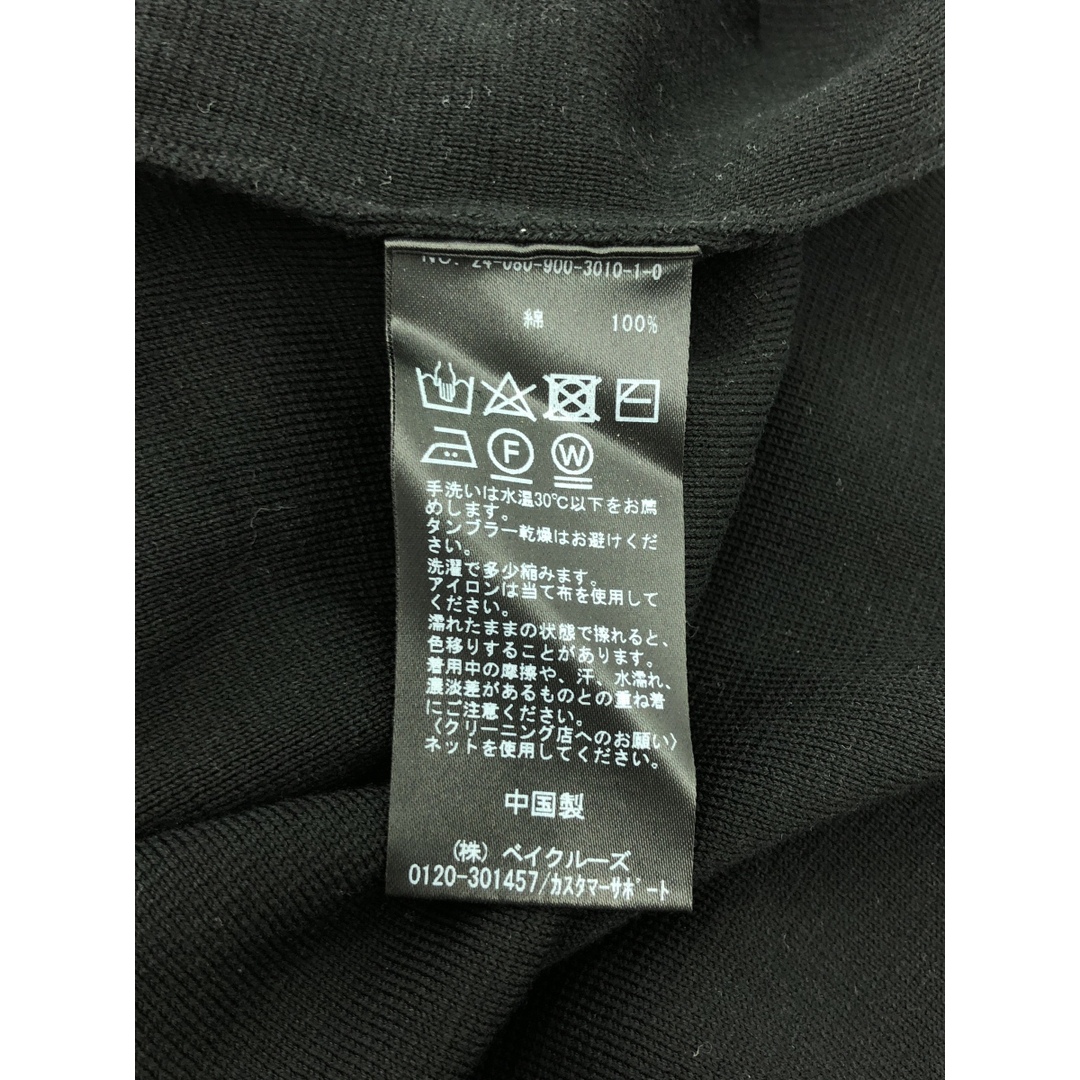 NO. 24-080-900-3010-1-0
綿 100%
F W
手洗いは水温30℃以下をお薦
めします。
タンブラー乾燥はお避けくだ
さい。
洗濯で多少縮みます。
アイロンは当て布を使用して
ください。
濡れたままの状態で擦れると、
色移りすることがあります。
着用中の摩擦や、汗、水濡れ、
濃淡差があるものとの重ね着
にご注意ください。
〈クリーニング店へのお願い〉
ネットを使用してください。
中国製
(株) ベイクルーズ
0120-301457/カスタマーサポート